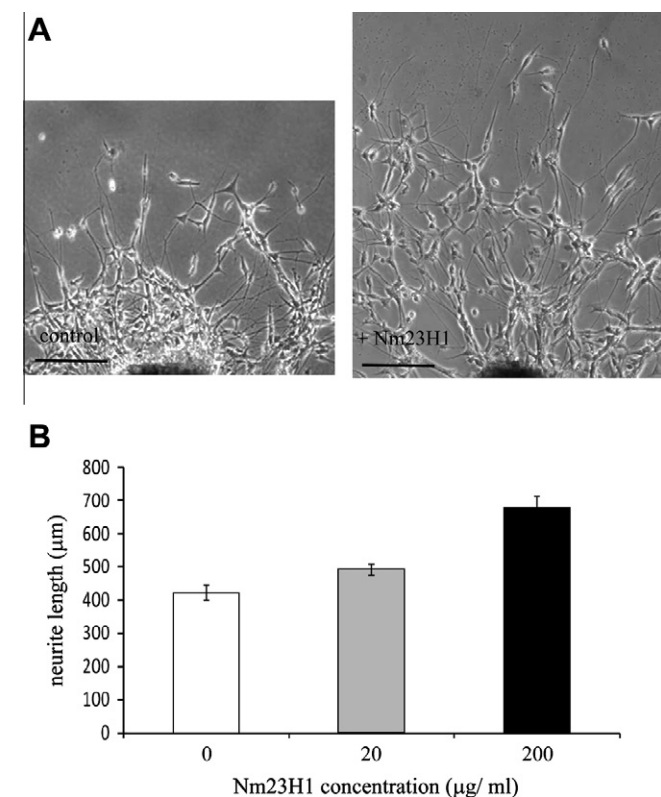 A
control
+ Nm23H1
B
neurite length (µm)
800
700
600
500
400
300
200
100
0
0 20 200
Nm23H1 concentration (µg/ ml)